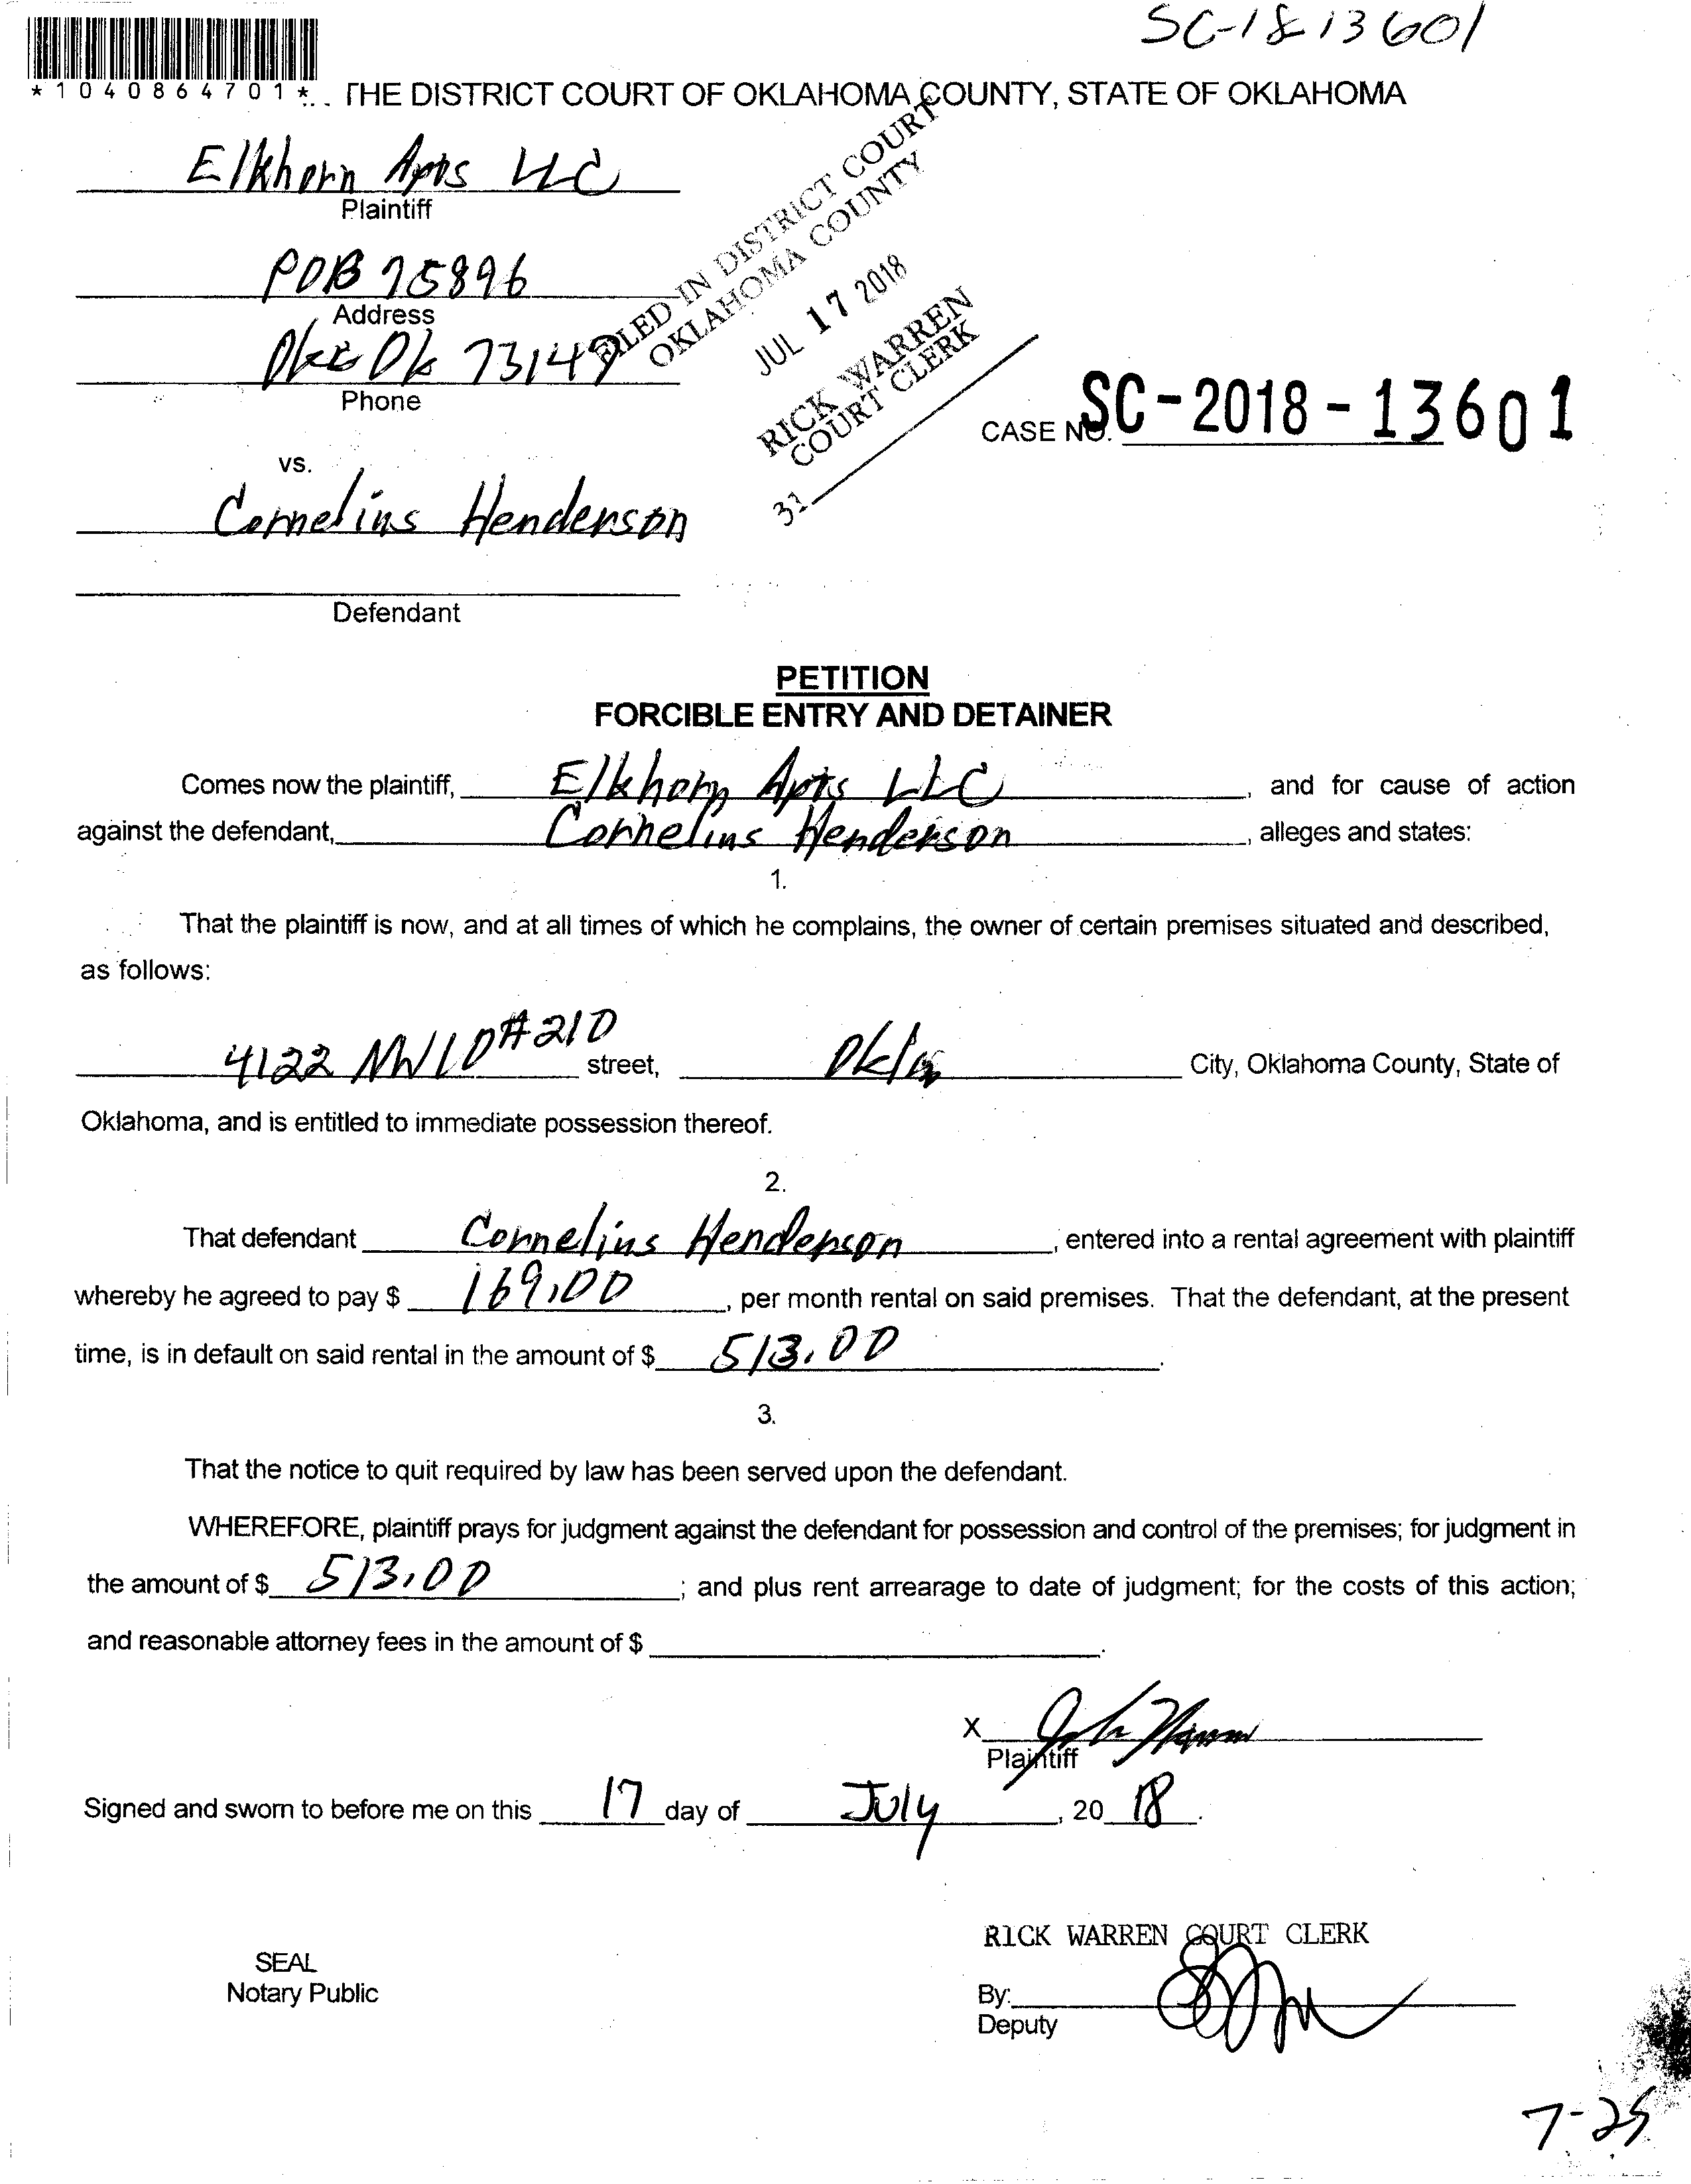 SC-18-13601
*1040864701*
THE DISTRICT COURT OF OKLAHOMA COUNTY, STATE OF OKLAHOMA
Elkhorn Apts LLC
Plaintiff
POB 75896
Address
Okc Ok 73147
Phone
FILED IN DISTRICT COURT
OKLAHOMA COUNTY
JUL 17 2018
RICK WARREN
COURT CLERK
31
CASE NO. SC-2018-13601
vs.
Cornelius Henderson
Defendant
PETITION
FORCIBLE ENTRY AND DETAINER
Comes now the plaintiff, Elkhorn Apts LLC, and for cause of action
against the defendant, Cornelius Henderson, alleges and states:
1.
That the plaintiff is now, and at all times of which he complains, the owner of certain premises situated and described,
as follows:
4122 NW 10 #210 street, Okla City, Oklahoma County, State of
Oklahoma, and is entitled to immediate possession thereof.
2.
That defendant Cornelius Henderson, entered into a rental agreement with plaintiff
whereby he agreed to pay $ 169.00, per month rental on said premises. That the defendant, at the present
time, is in default on said rental in the amount of $ 513.00.
3.
That the notice to quit required by law has been served upon the defendant.
WHEREFORE, plaintiff prays for judgment against the defendant for possession and control of the premises; for judgment in
the amount of $ 513.00; and plus rent arrearage to date of judgment; for the costs of this action;
and reasonable attorney fees in the amount of $ .
X
Plaintiff
Signed and sworn to before me on this 17 day of July, 20 18.
RICK WARREN COURT CLERK
SEAL
Notary Public
By:
Deputy
7-25